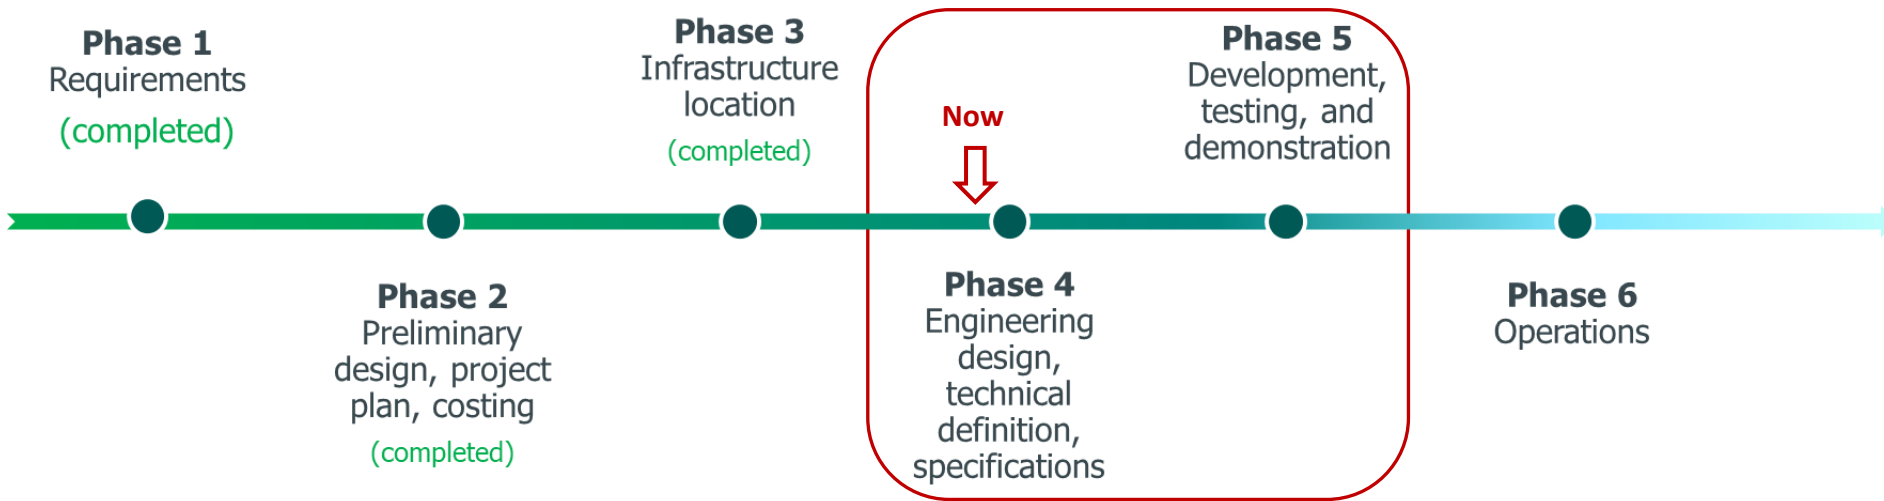 Phase 1
Requirements
(completed)
Phase 2
Preliminary
design, project
plan, costing
(completed)
Phase 3
Infrastructure
location
(completed)
Now
Phase 4
Engineering
design,
technical
definition,
specifications
Phase 5
Development,
testing, and
demonstration
Phase 6
Operations